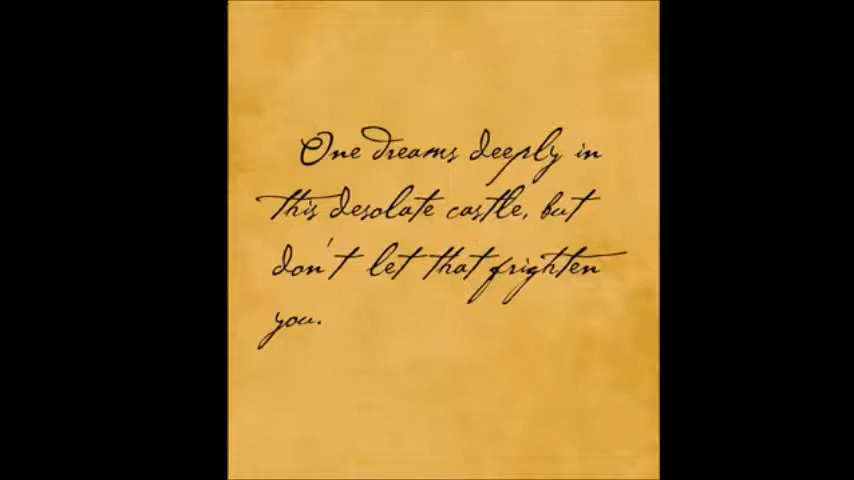 One dreams deeply in
this desolate castle, but
don't let that frighten
you.